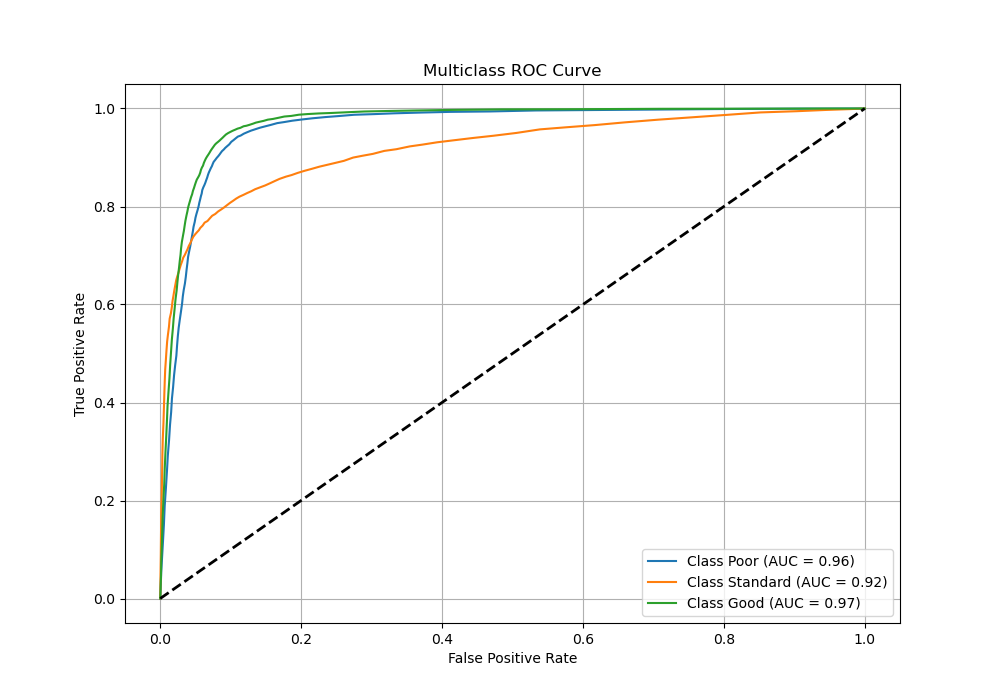 Multiclass ROC Curve
True Positive Rate
1.0
0.8
0.6
0.4
0.2
0.0
Class Poor (AUC = 0.96)
Class Standard (AUC = 0.92)
Class Good (AUC = 0.97)
0.0 0.2 0.4 0.6 0.8 1.0
False Positive Rate